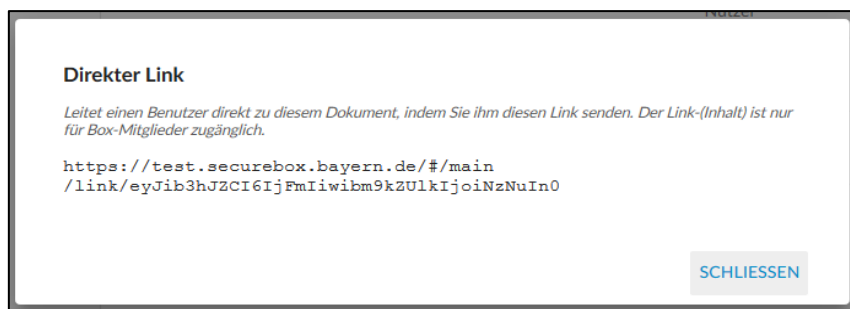 Direkter Link
Leitet einen Benutzer direkt zu diesem Dokument, indem Sie ihm diesen Link senden. Der Link-(Inhalt) ist nur
für Box-Mitglieder zugänglich.
https://test.securebox.bayern.de/#/main
/link/eyJib3hJZCI6IjFmIiwibm9kZUlkIjoiNzNuIn0
SCHLIESSEN